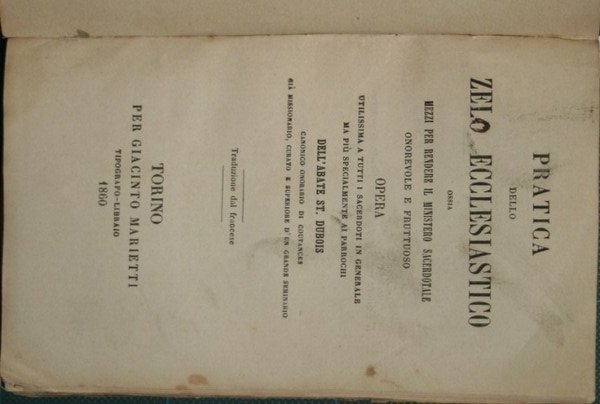 PRATICA
DELLO
ZELO ECCLESIASTICO
OSSIA
MEZZI PER RENDERE IL MINISTERO SACERDOTALE
ONOREVOLE E FRUTTUOSO
OPERA
UTILISSIMA A TUTTI I SACERDOTI IN GENERALE
MA PIÙ SPECIALMENTE AI PARROCHI
DELL'ABATE ST. DUBOIS
CANONICO ONORARIO DI COUTANCES
GIÀ MISSIONARIO, CURATO E SUPERIORE D'UN GRANDE SEMINARIO
Traduzione dal francese
TORINO
PER GIACINTO MARIETTI
TIPOGRAFO-LIBRAIO
1860